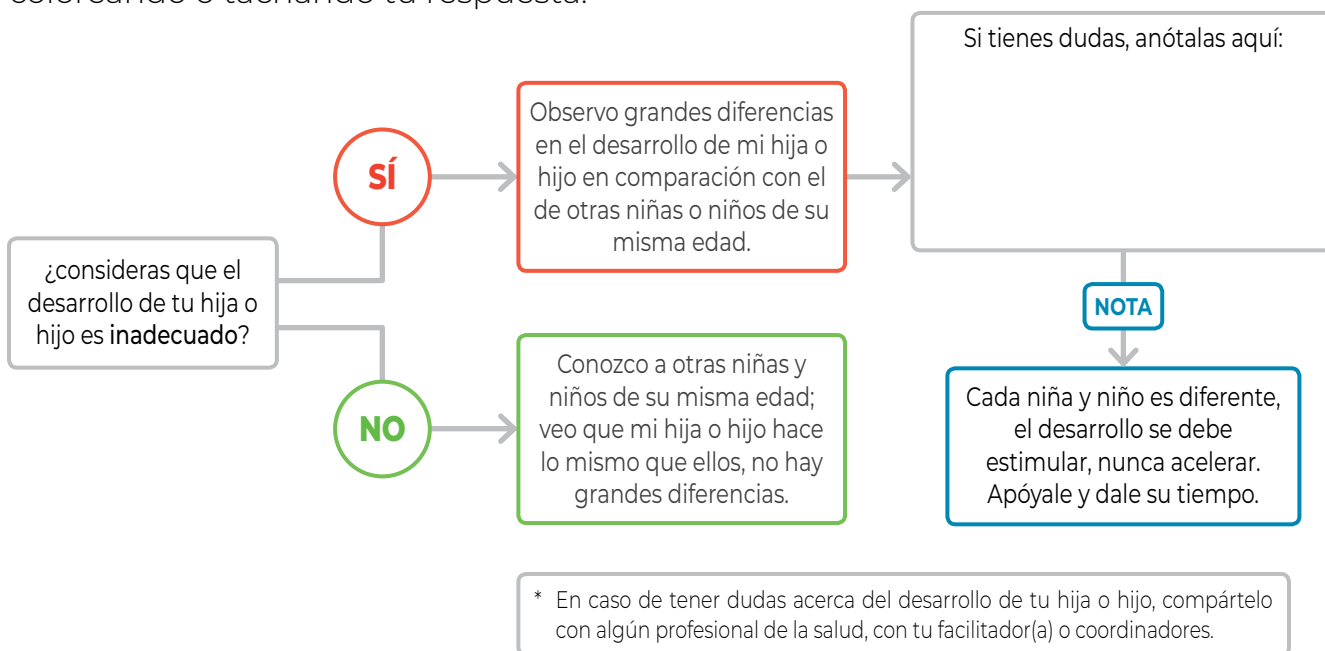 coloreando o tachando tu respuesta.
Si tienes dudas, anótalas aquí:
SÍ
Observo grandes diferencias
en el desarrollo de mi hija o
hijo en comparación con el
de otras niñas o niños de su
misma edad.
¿consideras que el
desarrollo de tu hija o
hijo es inadecuado?
NOTA
NO
Conozco a otras niñas y
niños de su misma edad;
veo que mi hija o hijo hace
lo mismo que ellos, no hay
grandes diferencias.
Cada niña y niño es diferente,
el desarrollo se debe
estimular, nunca acelerar.
Apóyale y dale su tiempo.
* En caso de tener dudas acerca del desarrollo de tu hija o hijo, compártelo
con algún profesional de la salud, con tu facilitador(a) o coordinadores.